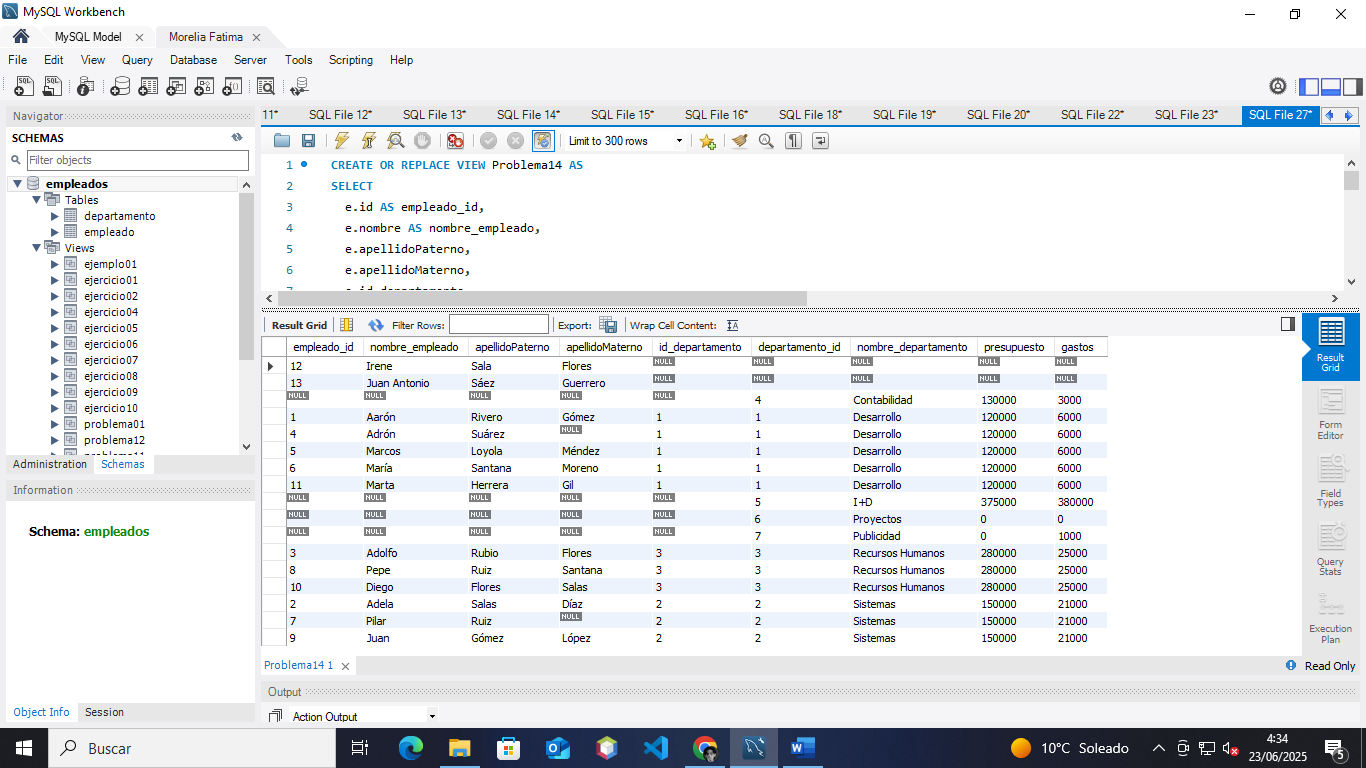 MySQL Workbench
MySQL Model
Morelia Fatima
File Edit View Query Database Server Tools Scripting Help
Navigator
SCHEMAS
Filter objects
empleados
Tables
departamento
empleado
Views
ejemplo01
ejercicio01
ejercicio02
ejercicio04
ejercicio05
ejercicio06
ejercicio07
ejercicio08
ejercicio09
ejercicio10
problema01
problema12
Administration Schemas
Information
Schema: empleados
Object Info Session
11* SQL File 12* SQL File 13* SQL File 14* SQL File 15* SQL File 16* SQL File 18* SQL File 19* SQL File 20* SQL File 22* SQL File 23* SQL File 27*
Limit to 300 rows
1 CREATE OR REPLACE VIEW Problema14 AS
2 SELECT
3 e.id AS empleado_id,
4 e.nombre AS nombre_empleado,
5 e.apellidoPaterno,
6 e.apellidoMaterno,
Result Grid Filter Rows: Export: Wrap Cell Content:
empleado_id nombre_empleado apellidoPaterno apellidoMaterno id_departamento departamento_id nombre_departamento presupuesto gastos
12 Irene Sala Flores NULL NULL NULL NULL NULL
13 Juan Antonio Sáez Guerrero NULL NULL NULL NULL NULL
NULL NULL NULL NULL NULL 4 Contabilidad 130000 3000
1 Aarón Rivero Gómez 1 1 Desarrollo 120000 6000
4 Adrón Suárez NULL 1 1 Desarrollo 120000 6000
5 Marcos Loyola Méndez 1 1 Desarrollo 120000 6000
6 María Santana Moreno 1 1 Desarrollo 120000 6000
11 Marta Herrera Gil 1 1 Desarrollo 120000 6000
NULL NULL NULL NULL NULL 5 I+D 375000 380000
NULL NULL NULL NULL NULL 6 Proyectos 0 0
NULL NULL NULL NULL NULL 7 Publicidad 0 1000
3 Adolfo Rubio Flores 3 3 Recursos Humanos 280000 25000
8 Pepe Ruiz Santana 3 3 Recursos Humanos 280000 25000
10 Diego Flores Salas 3 3 Recursos Humanos 280000 25000
2 Adela Salas Díaz 2 2 Sistemas 150000 21000
7 Pilar Ruiz NULL 2 2 Sistemas 150000 21000
9 Juan Gómez López 2 2 Sistemas 150000 21000
Result
Grid
Form
Editor
Field
Types
Query
Stats
Execution
Plan
Problema14 1
Read Only
Output
Action Output
Buscar
10°C Soleado
4:34
23/06/2025
5